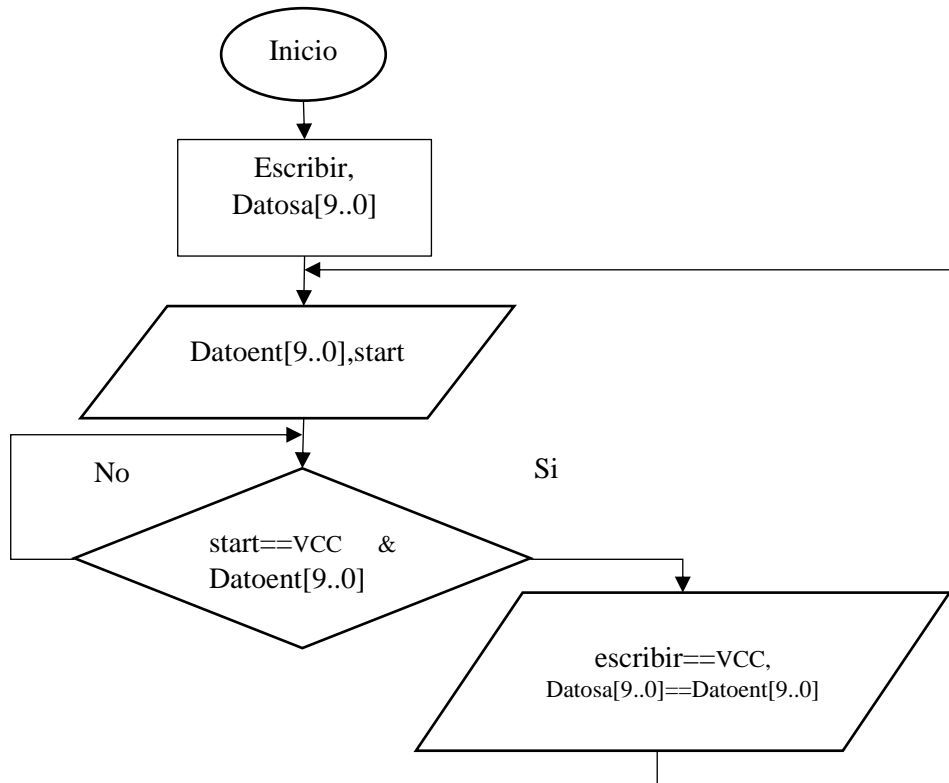 Inicio
Escribir,
Datosa[9..0]
Datoent[9..0],start
No
Si
start==VCC &
Datoent[9..0]
escribir==VCC,
Datosa[9..0]==Datoent[9..0]